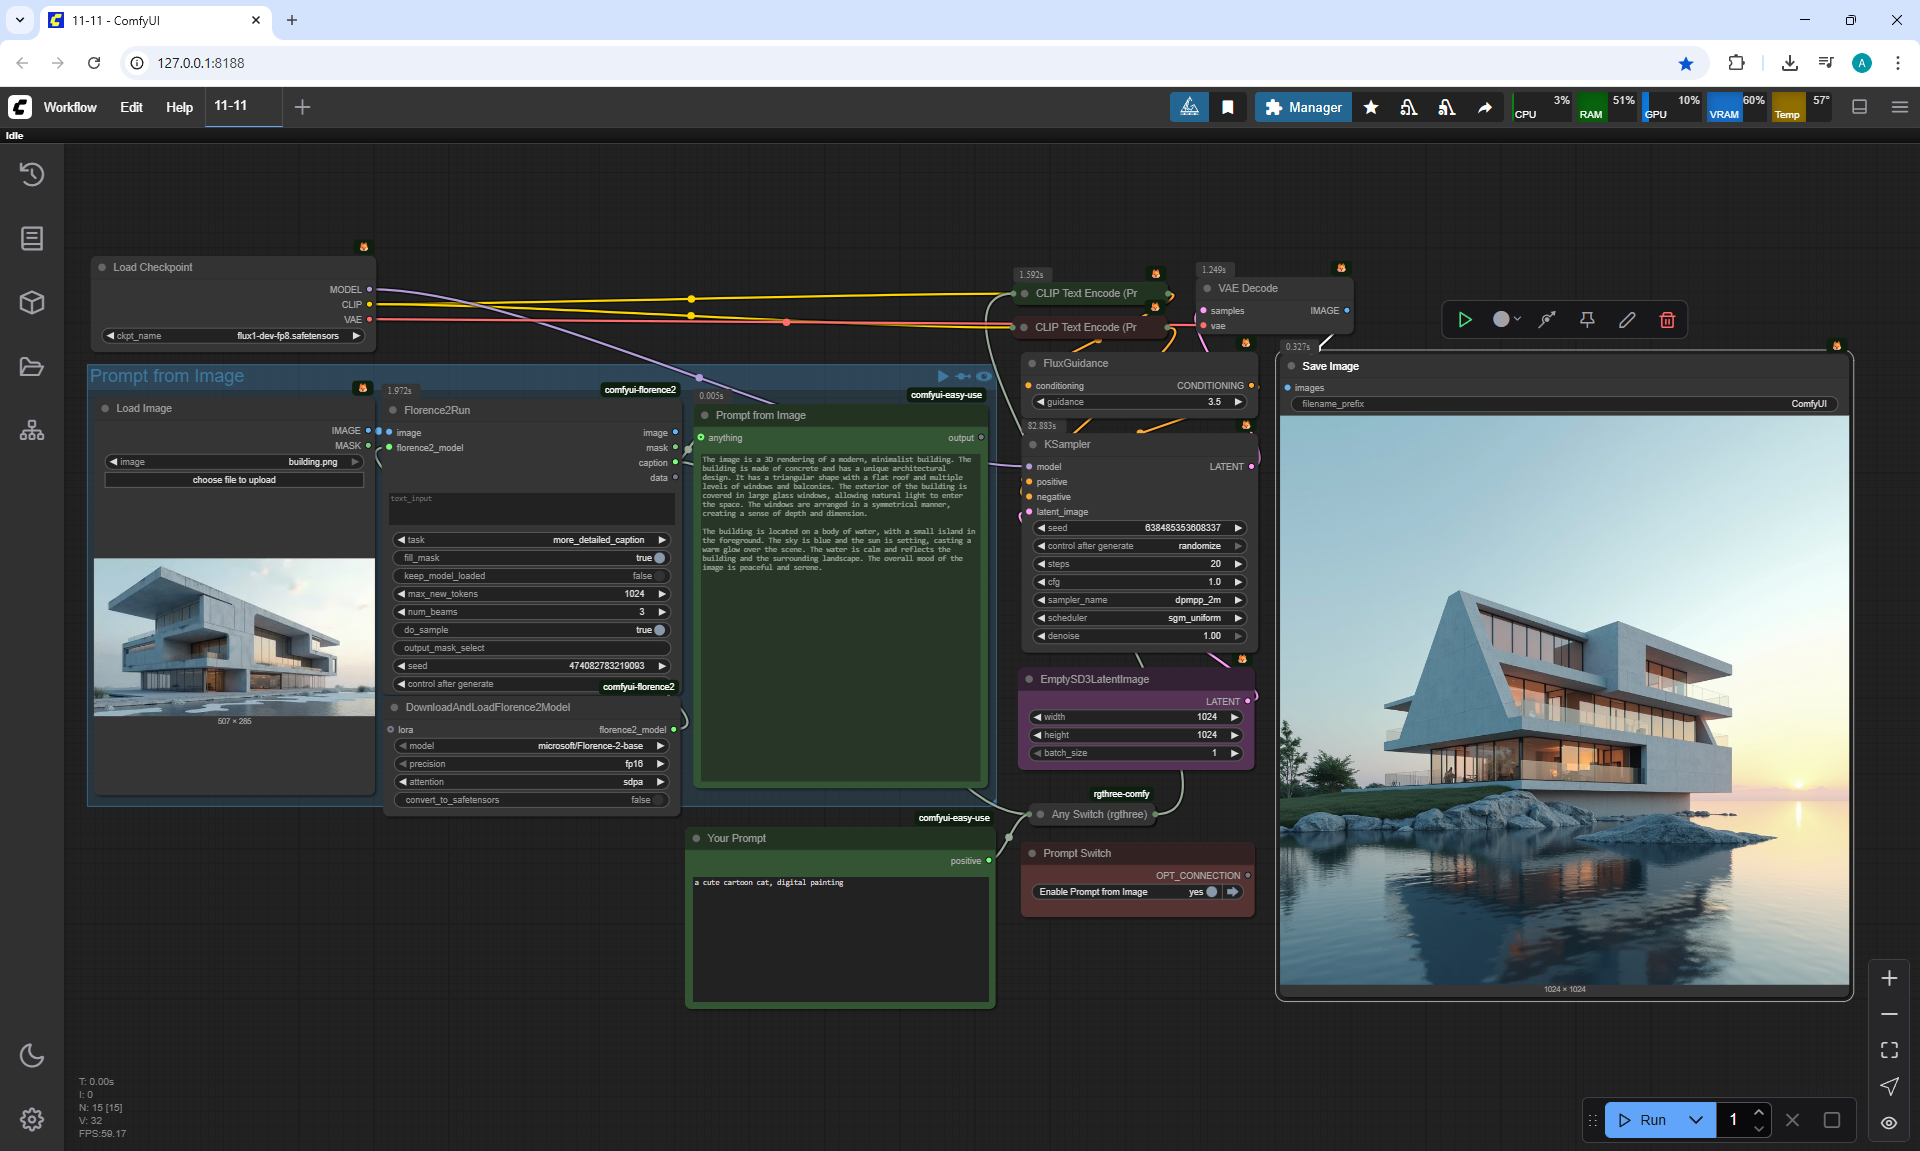 11-11 - ComfyUI
127.0.0.1:8188
Workflow
Edit
Help
11-11
Manager
CPU 3%
RAM 51%
GPU 10%
VRAM 60%
Temp 57°
Idle
Load Checkpoint
MODEL
CLIP
VAE
ckpt_name flux1-dev-fp8.safetensors
Prompt from Image
Load Image
IMAGE
MASK
image building.png
choose file to upload
507 × 285
1.972s
comfyui-florence2
Florence2Run
image image
florence2_model mask
caption
data
text_input
task more_detailed_caption
fill_mask true
keep_model_loaded false
max_new_tokens 1024
num_beams 3
do_sample true
output_mask_select
seed 474082783219093
control after generate
comfyui-florence2
DownloadAndLoadFlorence2Model
lora florence2_model
model microsoft/Florence-2-base
precision fp16
attention sdpa
convert_to_safetensors false
0.005s
comfyui-easy-use
Prompt from Image
anything output
The image is a 3D rendering of a modern, minimalist building. The
building is made of concrete and has a unique architectural
design. It has a triangular shape with a flat roof and multiple
levels of windows and balconies. The exterior of the building is
covered in large glass windows, allowing natural light to enter
the space. The windows are arranged in a symmetrical manner,
creating a sense of depth and dimension.
The building is located on a body of water, with a small island in
the foreground. The sky is blue and the sun is setting, casting a
warm glow over the scene. The water is calm and reflects the
building and the surrounding landscape. The overall mood of the
image is peaceful and serene.
comfyui-easy-use
Your Prompt
positive
a cute cartoon cat, digital painting
1.592s
CLIP Text Encode (Pr
CLIP Text Encode (Pr
1.249s
VAE Decode
samples IMAGE
vae
FluxGuidance
conditioning CONDITIONING
guidance 3.5
82.883s
KSampler
model LATENT
positive
negative
latent_image
seed 638485353608337
control after generate randomize
steps 20
cfg 1.0
sampler_name dpmpp_2m
scheduler sgm_uniform
denoise 1.00
EmptySD3LatentImage
LATENT
width 1024
height 1024
batch_size 1
rgthree-comfy
Any Switch (rgthree)
Prompt Switch
OPT_CONNECTION
Enable Prompt from Image yes
0.327s
Save Image
images
filename_prefix ComfyUI
1024 × 1024
T: 0.00s
I: 0
N: 15 [15]
V: 32
FPS:59.17
Run
1
A